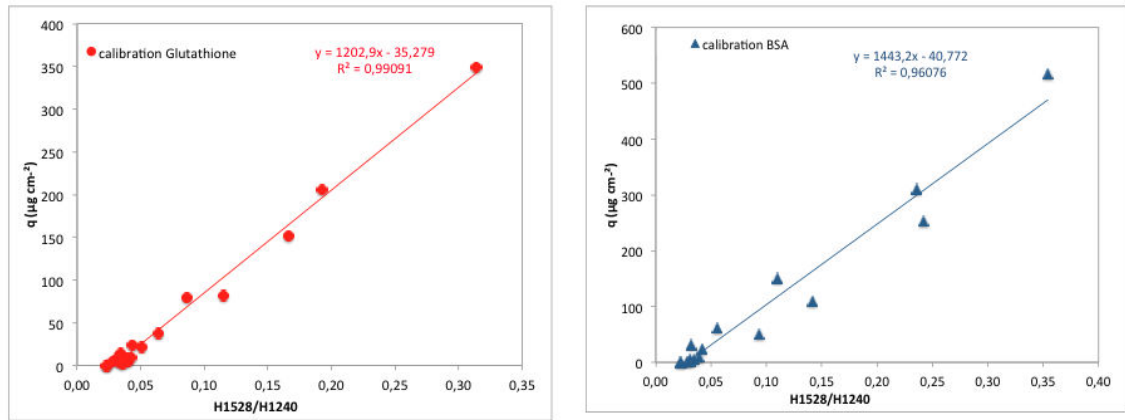 400
350
300
250
200
150
100
50
0
q (µg cm-²)
calibration Glutathione
y = 1202,9x - 35,279
R² = 0,99091
0,00 0,05 0,10 0,15 0,20 0,25 0,30 0,35
H1528/H1240
600
500
400
300
200
100
0
q (µg cm-²)
calibration BSA
y = 1443,2x - 40,772
R² = 0,96076
0,00 0,05 0,10 0,15 0,20 0,25 0,30 0,35 0,40
H1528/H1240